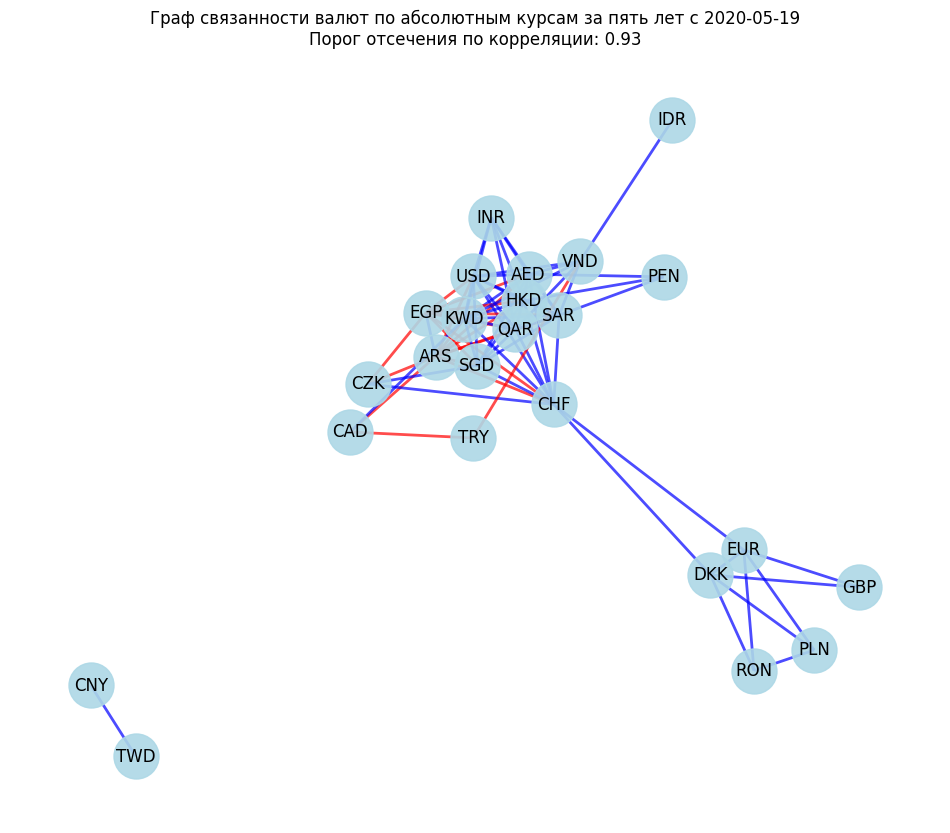 Граф связанности валют по абсолютным курсам за пять лет с 2020-05-19
Порог отсечения по корреляции: 0.93
IDR
INR
VND
USD
AED
PEN
HKD
EGP
KWD
SAR
QAR
ARS
SGD
CZK
CHF
CAD
TRY
EUR
DKK
GBP
PLN
RON
CNY
TWD